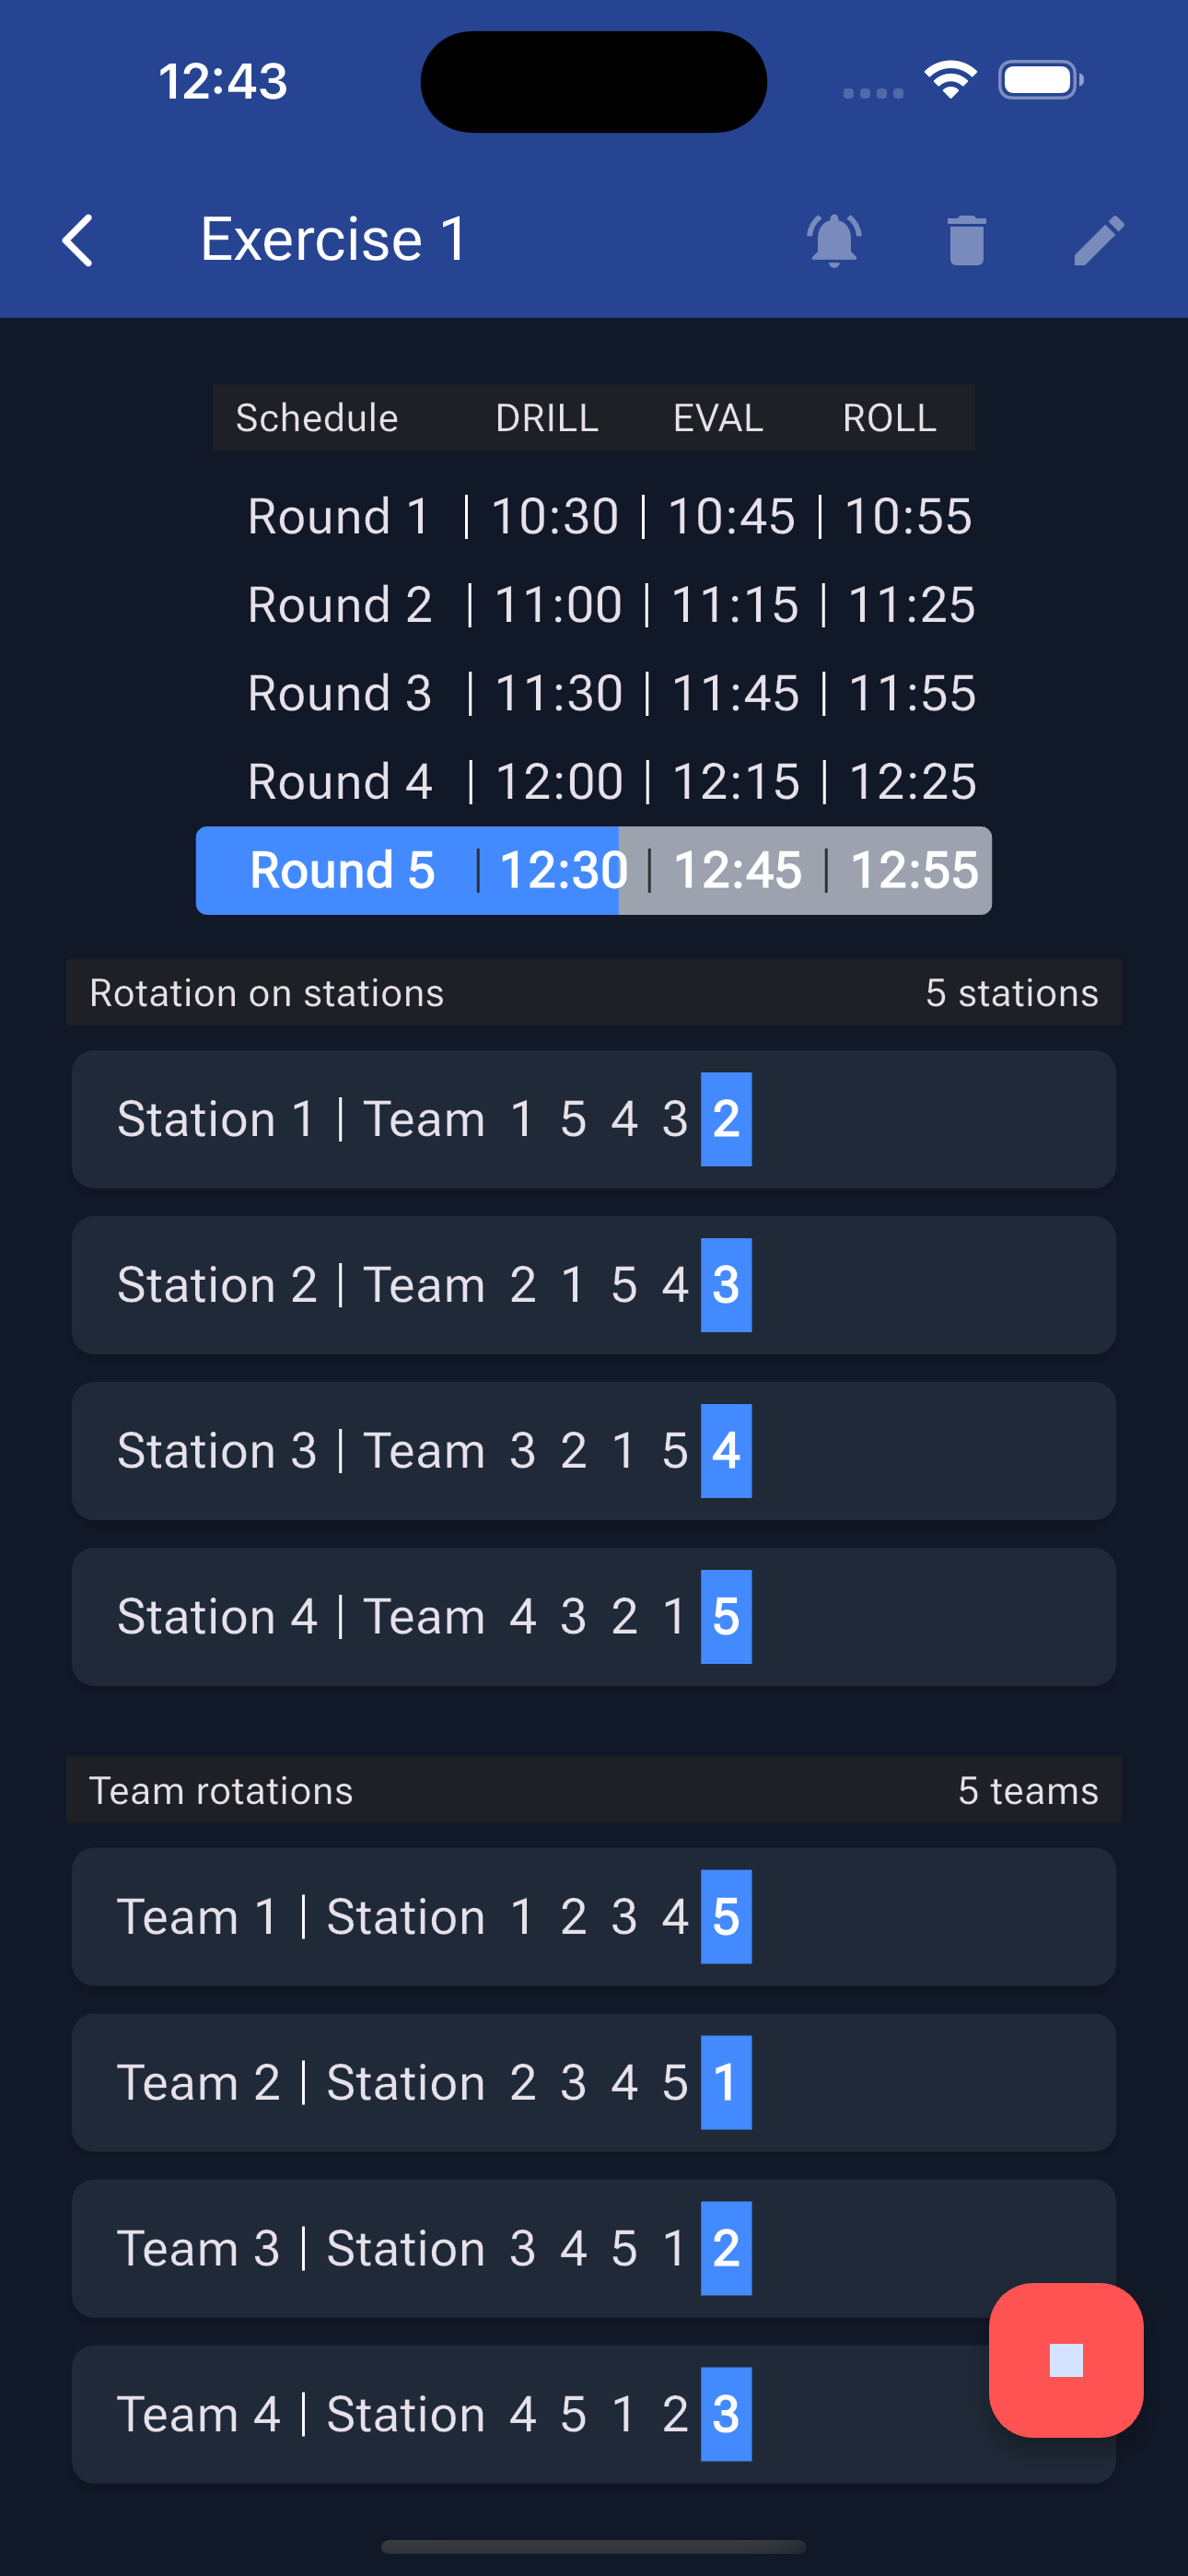 12:43
Exercise 1
Schedule DRILL EVAL ROLL
Round 1 | 10:30 | 10:45 | 10:55
Round 2 | 11:00 | 11:15 | 11:25
Round 3 | 11:30 | 11:45 | 11:55
Round 4 | 12:00 | 12:15 | 12:25
Round 5 | 12:30 | 12:45 | 12:55
Rotation on stations 5 stations
Station 1 | Team 1 5 4 3 2
Station 2 | Team 2 1 5 4 3
Station 3 | Team 3 2 1 5 4
Station 4 | Team 4 3 2 1 5
Team rotations 5 teams
Team 1 | Station 1 2 3 4 5
Team 2 | Station 2 3 4 5 1
Team 3 | Station 3 4 5 1 2
Team 4 | Station 4 5 1 2 3